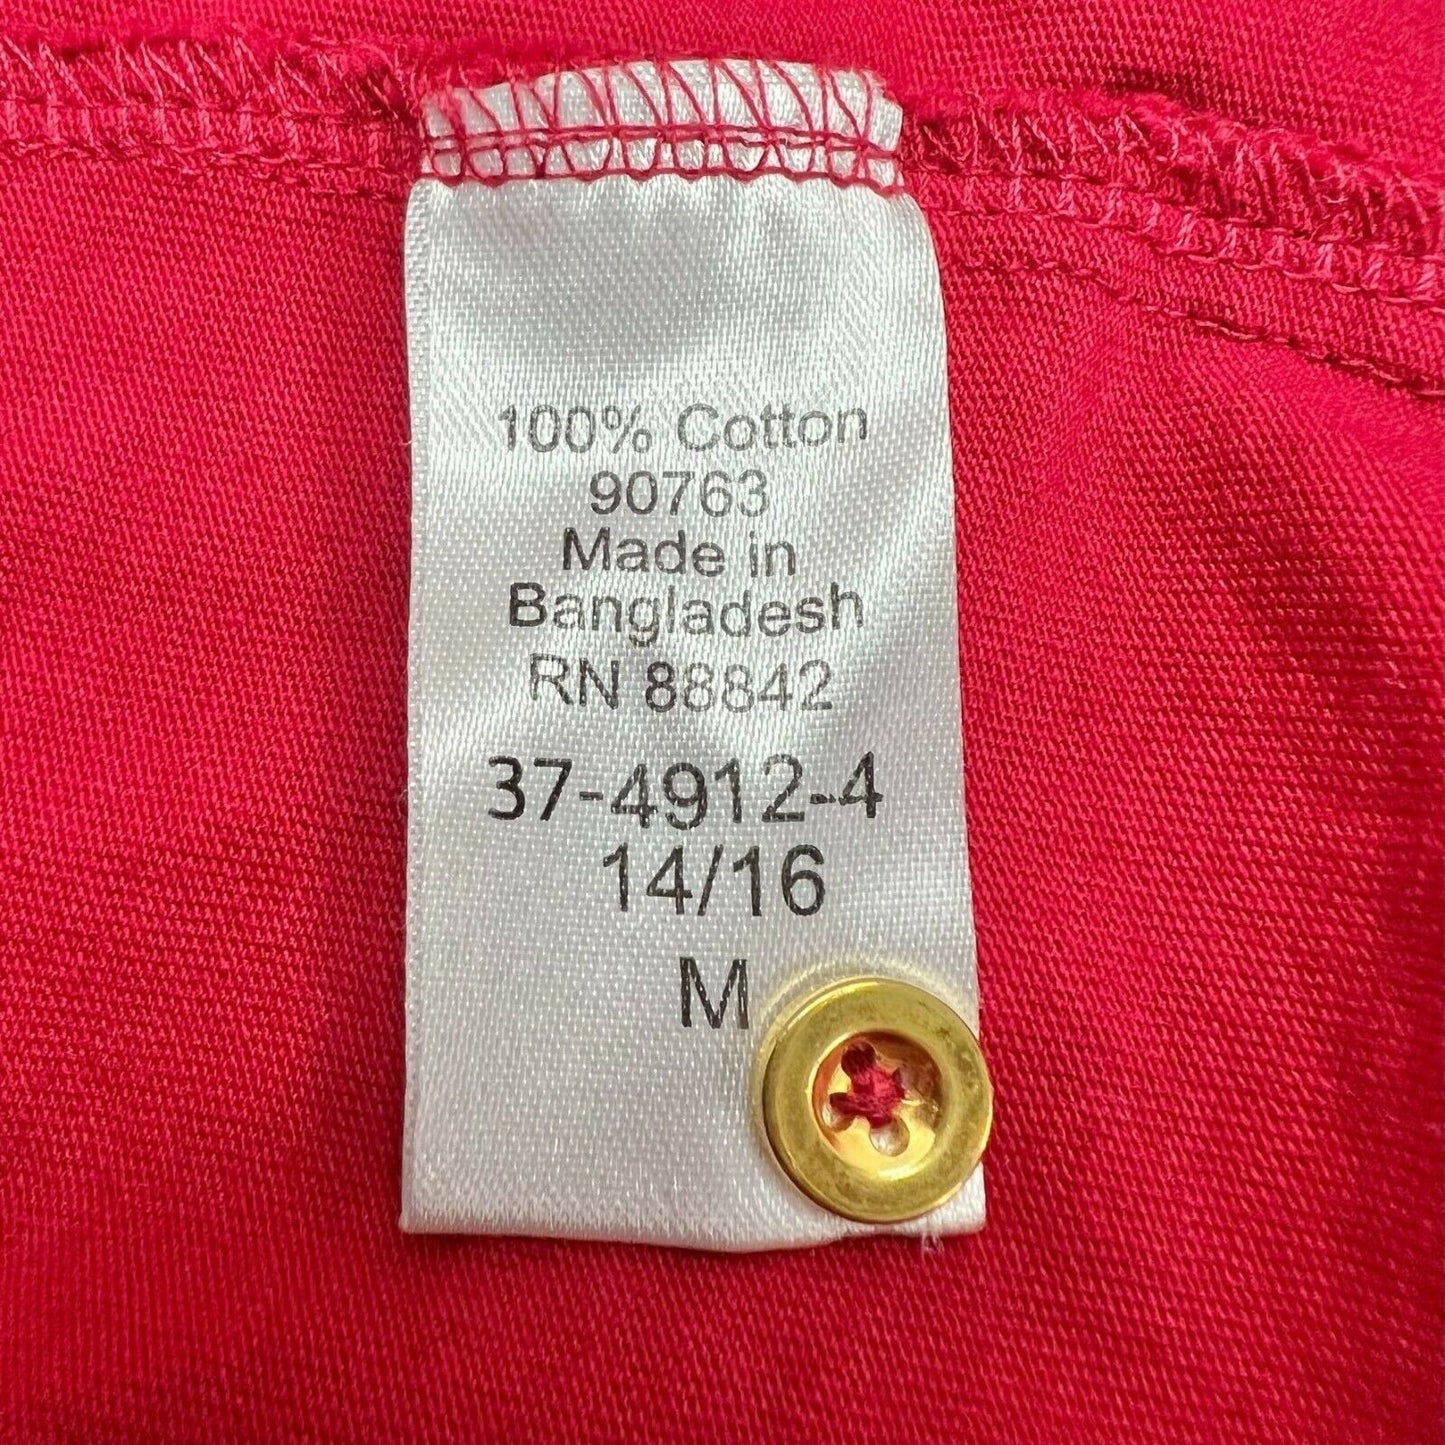 100% Cotton
90763
Made in
Bangladesh
RN 88842
37-4912-4
14/16
M